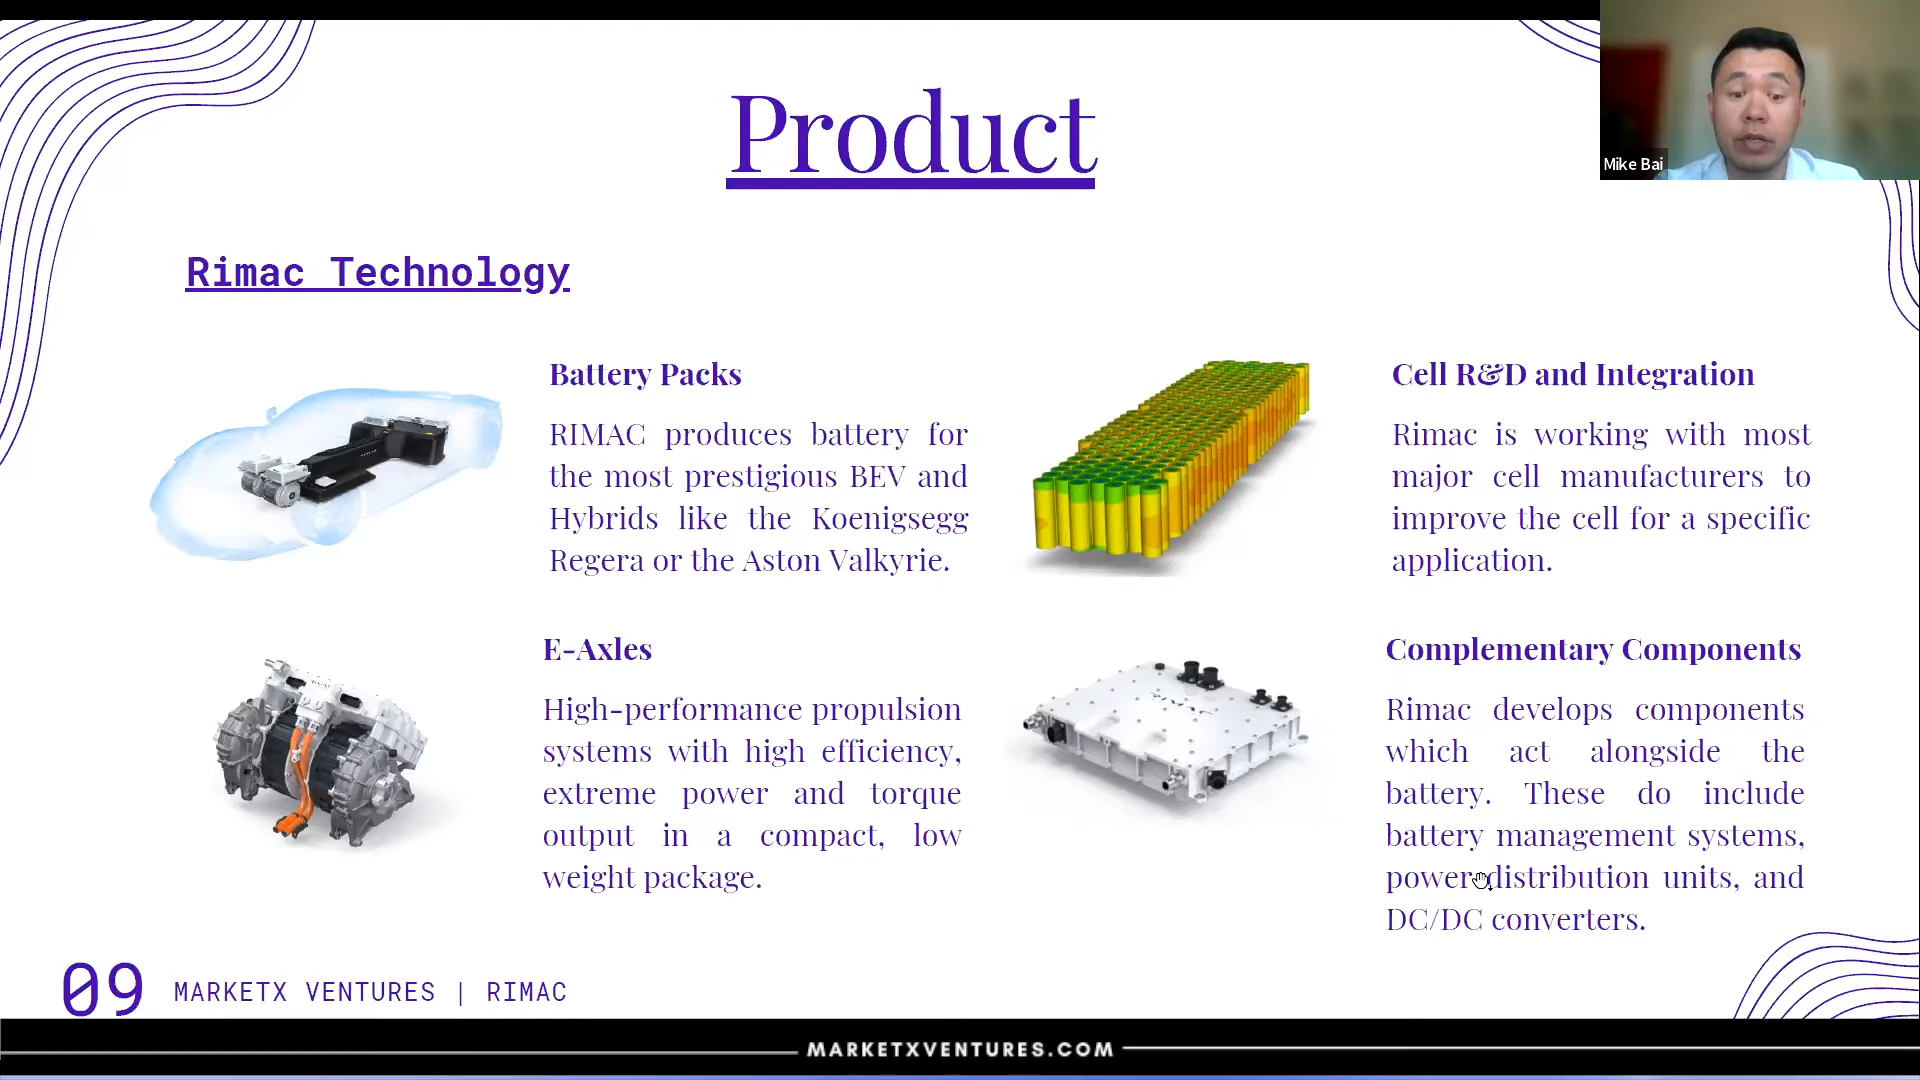 Product
Mike Bai
Rimac Technology
Battery Packs
RIMAC produces battery for
the most prestigious BEV and
Hybrids like the Koenigsegg
Regera or the Aston Valkyrie.
Cell R&D and Integration
Rimac is working with most
major cell manufacturers to
improve the cell for a specific
application.
E-Axles
High-performance propulsion
systems with high efficiency,
extreme power and torque
output in a compact, low
weight package.
RIMAC
Complementary Components
Rimac develops components
which act alongside the
battery. These do include
battery management systems,
power distribution units, and
DC/DC converters.
09 MARKETX VENTURES | RIMAC
MARKETXVENTURES.COM